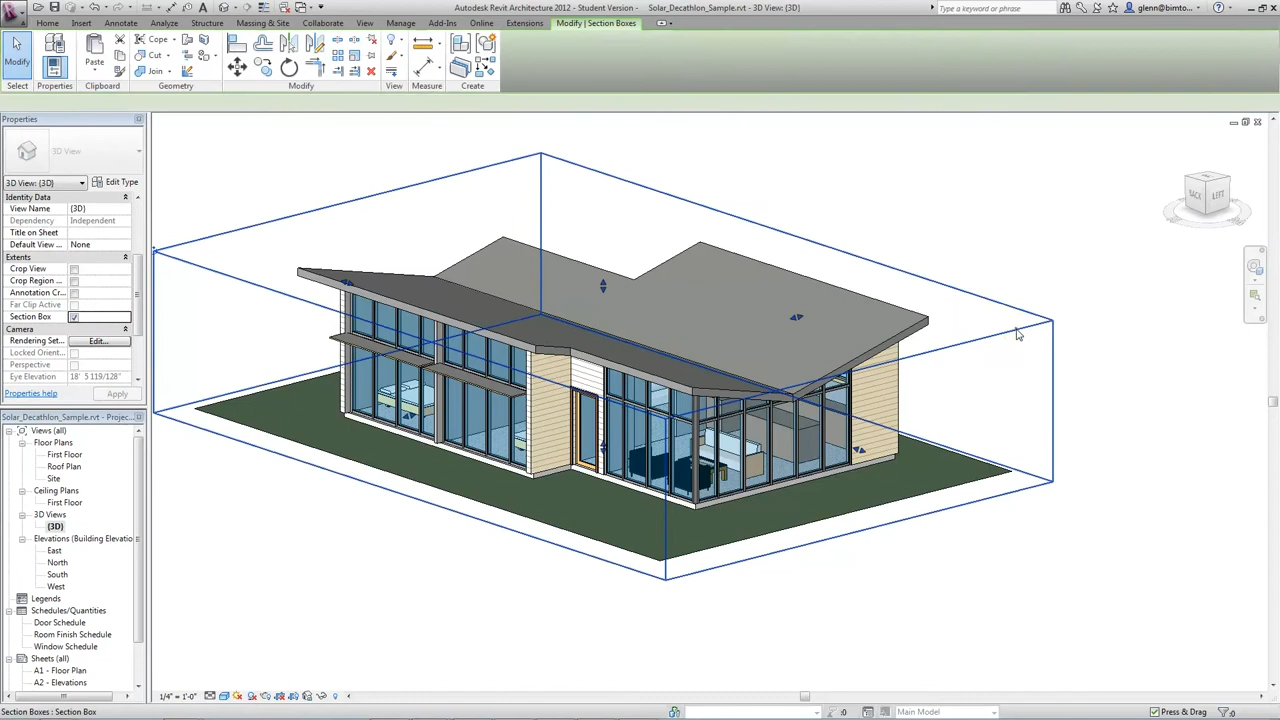 Autodesk Revit Architecture 2012 - Student Version - Solar_Decathlon_Sample.rvt - 3D View: {3D}
Type a keyword or phrase
glenn@bimto...
Home Insert Annotate Structure Analyze Massing & Site Collaborate View Manage Add-Ins Online Extensions Modify | Section Boxes
Modify
Paste
Cope
Cut
Join
Select Properties Clipboard Geometry Modify View Measure Create
Properties
3D View
3D View: {3D} Edit Type
Identity Data
View Name {3D}
Dependency Independent
Title on Sheet
Default View ... None
Extents
Crop View
Crop Region ...
Annotation Cr...
Far Clip Active
Section Box
Camera
Rendering Set... Edit...
Locked Orient...
Perspective
Eye Elevation 18' 5 119/128"
Properties help Apply
Solar_Decathlon_Sample.rvt - Projec...
Views (all)
Floor Plans
First Floor
Roof Plan
Site
Ceiling Plans
First Floor
3D Views
{3D}
Elevations (Building Elevatio
East
North
South
West
Legends
Schedules/Quantities
Door Schedule
Room Finish Schedule
Window Schedule
Sheets (all)
A1 - Floor Plan
A2 - Elevations
BACK LEFT
1/4" = 1'-0"
Section Boxes : Section Box
:0
Main Model
Press & Drag
:0